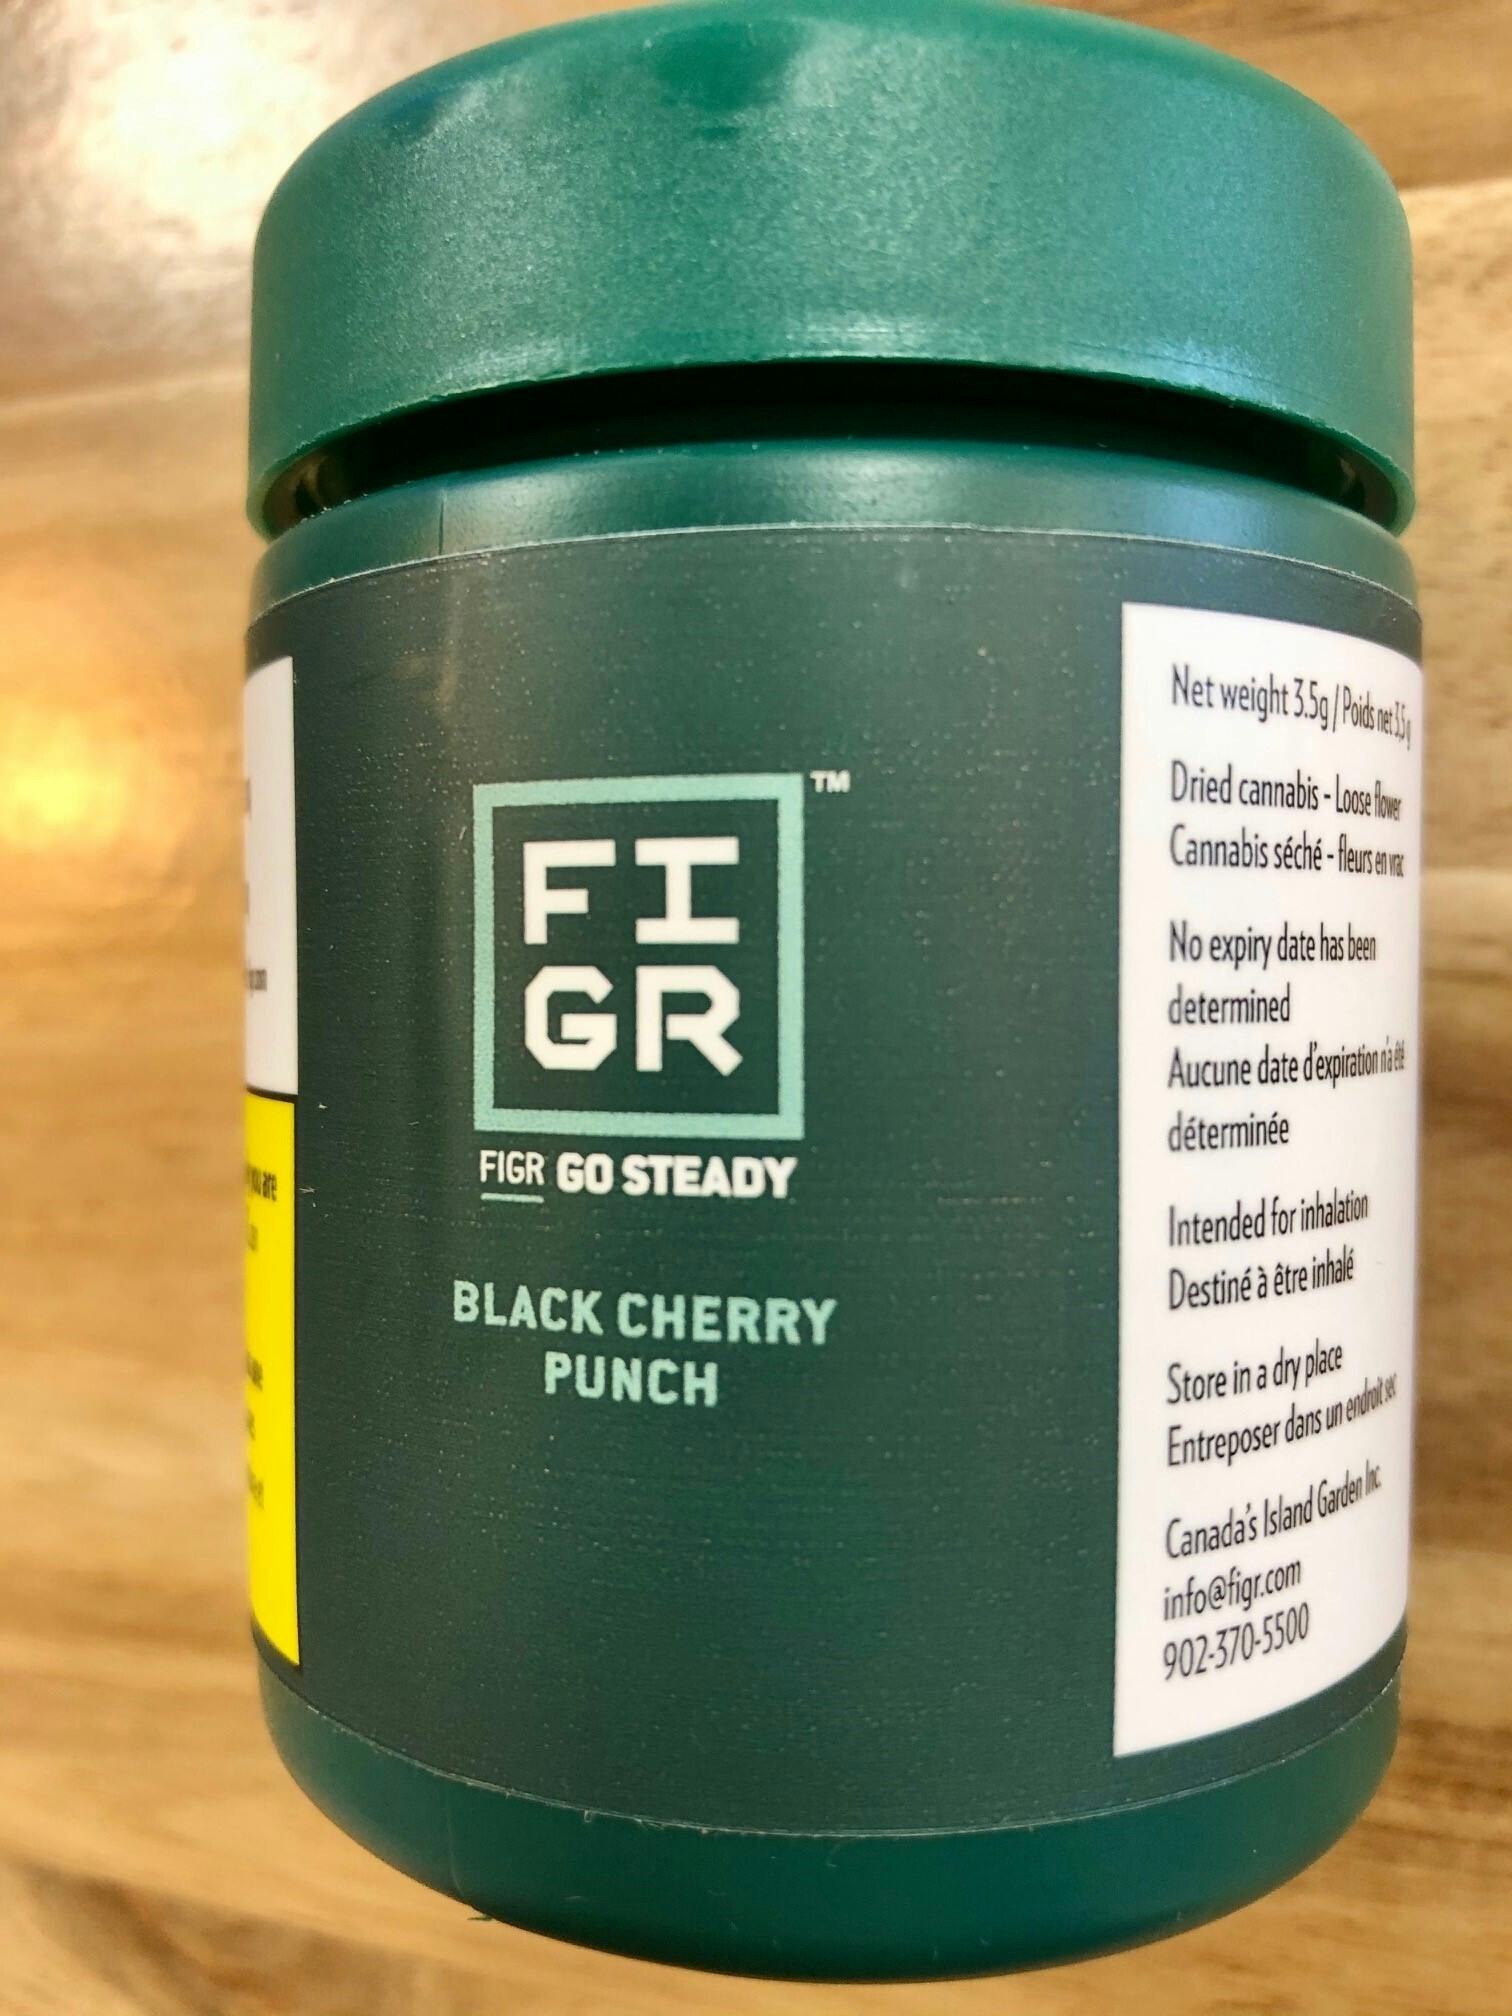 FI
GR
™
FIGR GO STEADY
BLACK CHERRY
PUNCH
Net weight 3.5g / Poids net 3,5 g
Dried cannabis - Loose flower
Cannabis séché - fleurs en vrac
No expiry date has been
determined
Aucune date d'expiration n'a été
déterminée
Intended for inhalation
Destiné à être inhalé
Store in a dry place
Entreposer dans un endroit sec
Canada's Island Garden Inc.
info@figr.com
902-370-5500
you are